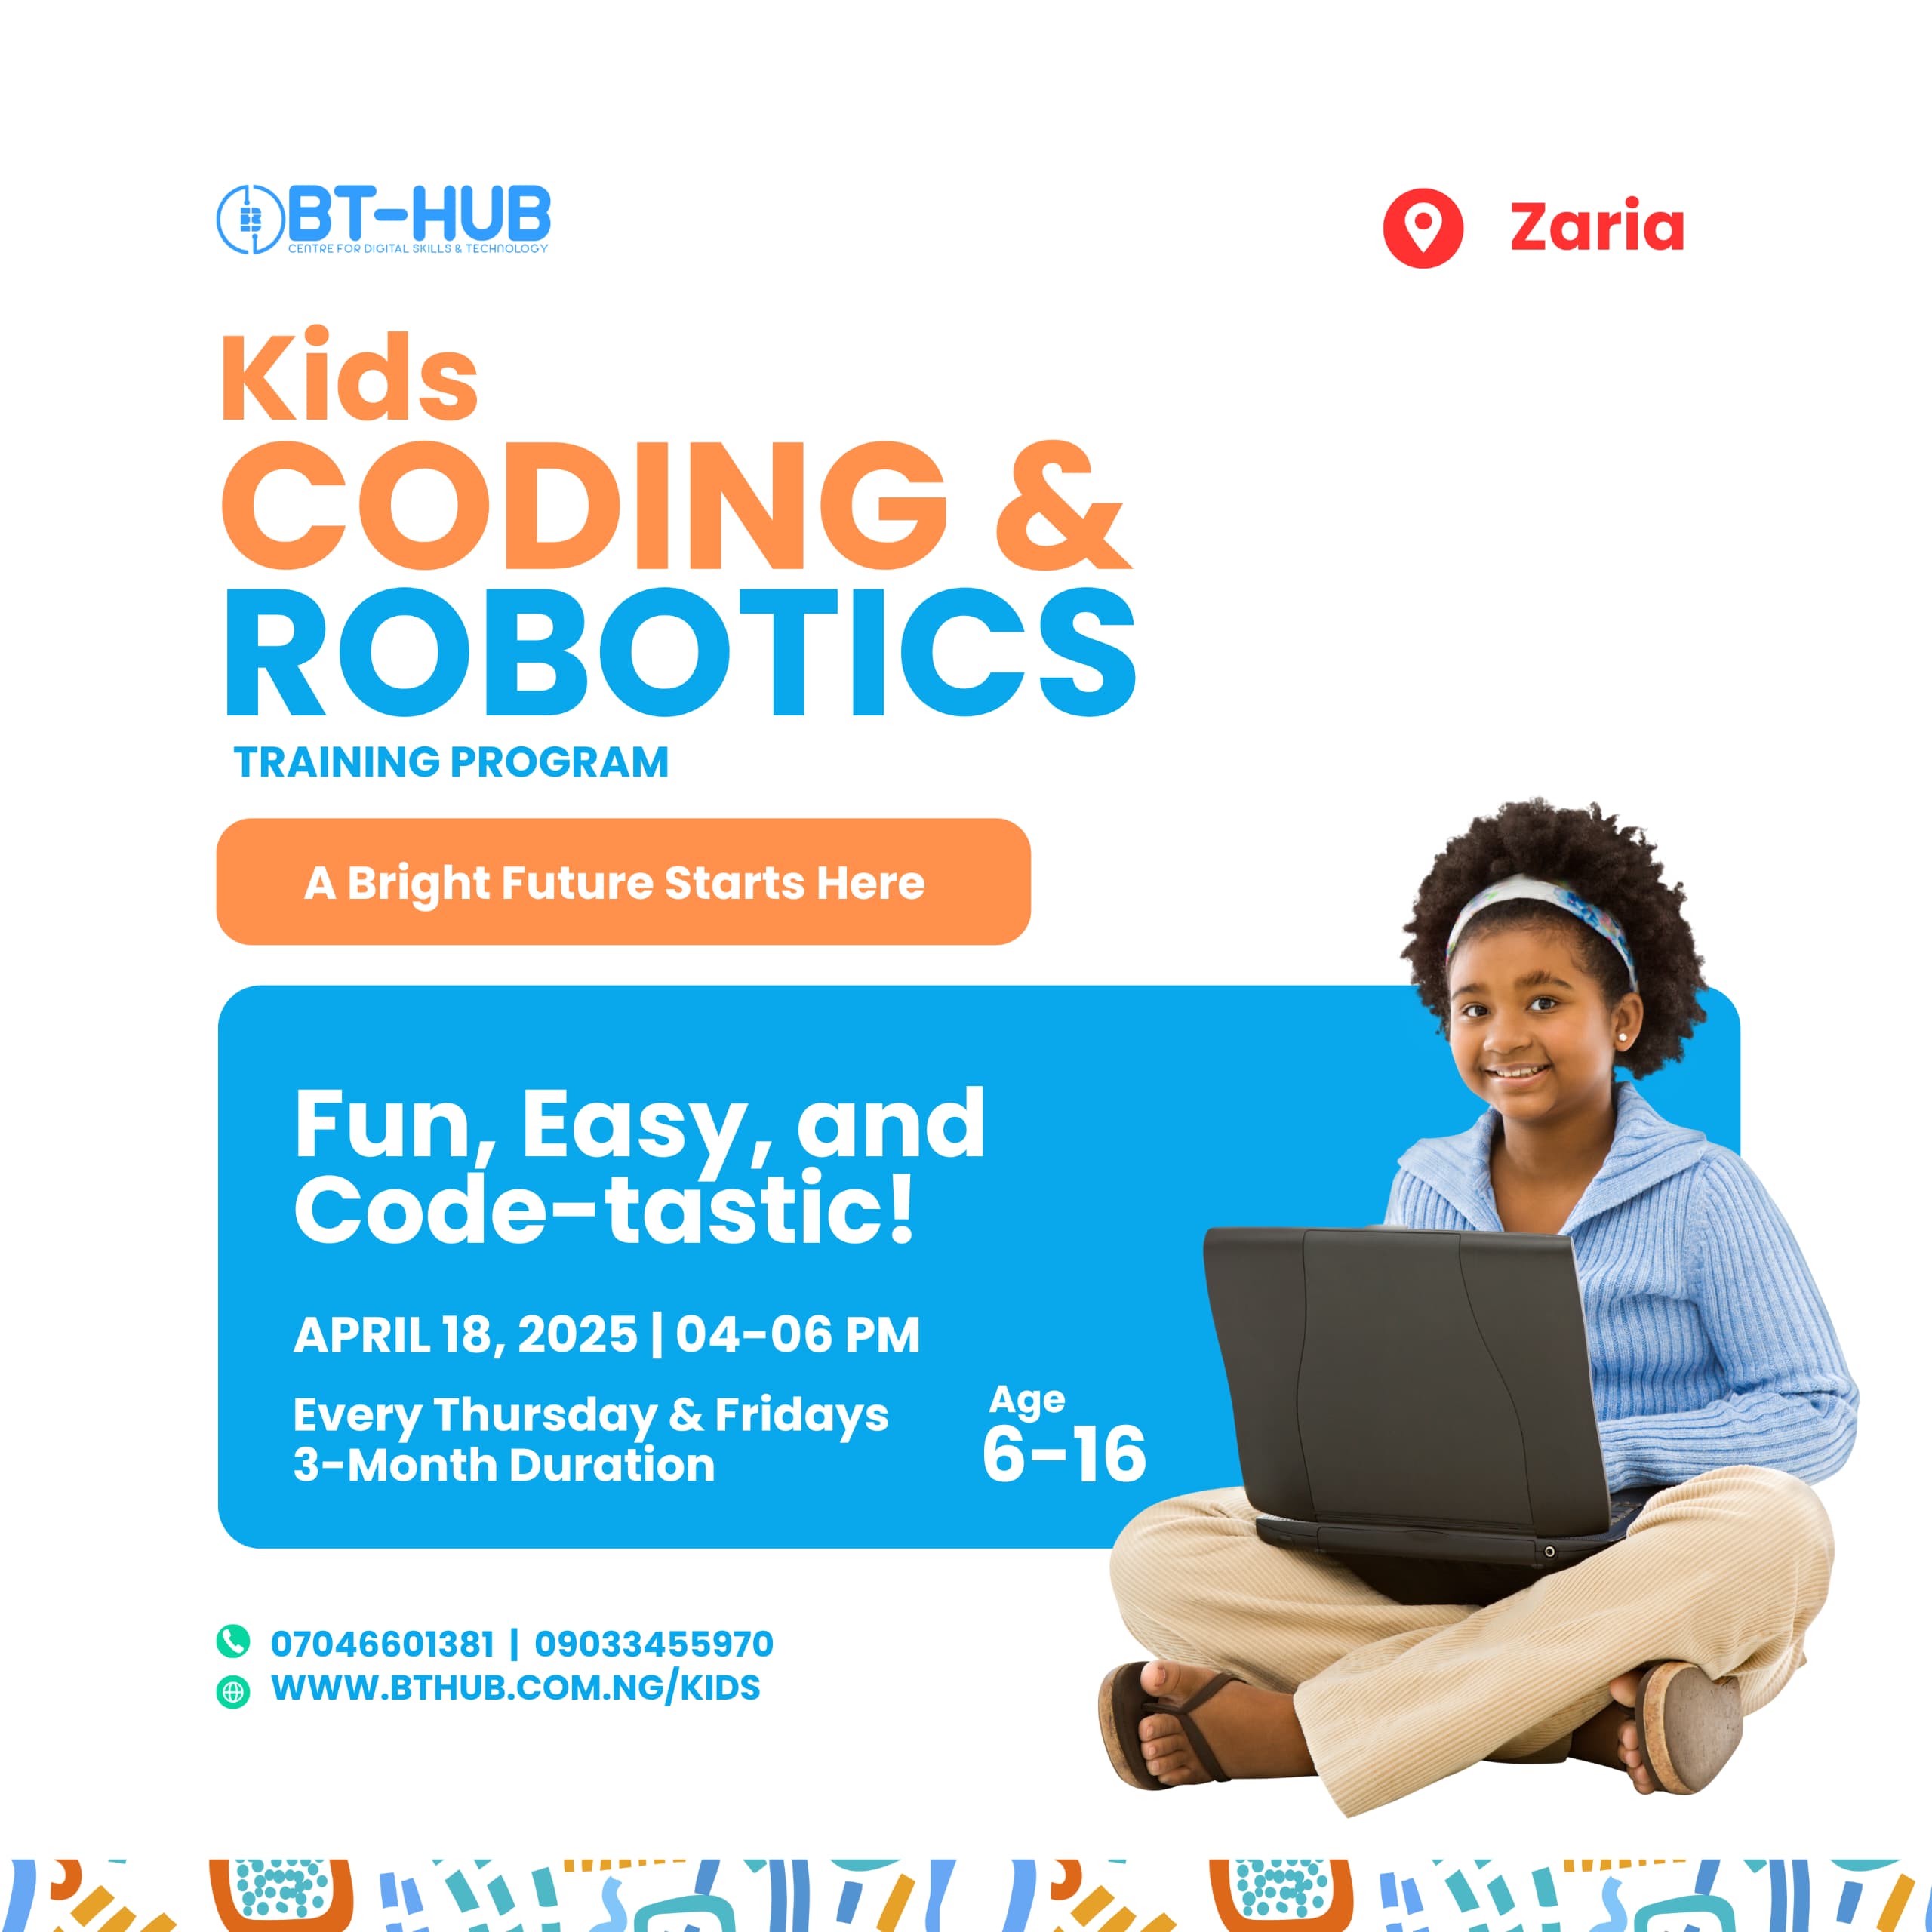 BT-HUB
CENTRE FOR DIGITAL SKILLS & TECHNOLOGY
Zaria
Kids
CODING &
ROBOTICS
TRAINING PROGRAM
A Bright Future Starts Here
Fun, Easy, and
Code-tastic!
APRIL 18, 2025 | 04-06 PM
Every Thursday & Fridays
3-Month Duration
Age
6-16
07046601381 | 09033455970
WWW.BTHUB.COM.NG/KIDS